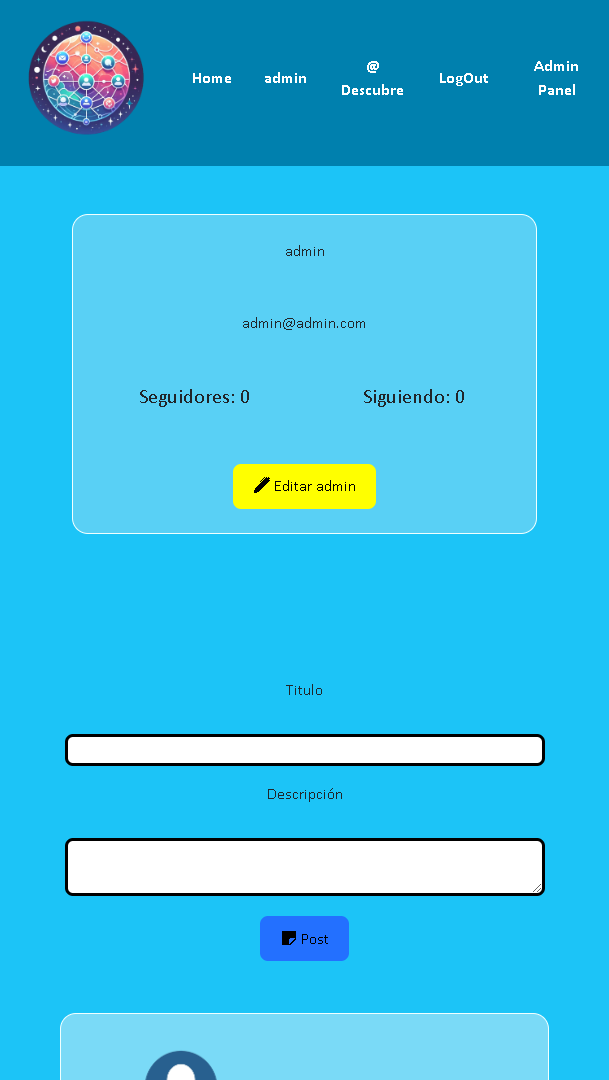 Home
admin
@
Descubre
LogOut
Admin
Panel
admin
admin@admin.com
Seguidores: 0
Siguiendo: 0
Editar admin
Titulo
Descripción
Post